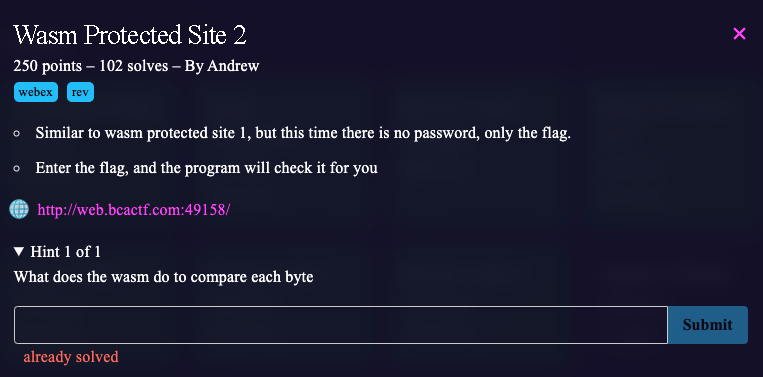 Wasm Protected Site 2
×
250 points – 102 solves – By Andrew
webex rev
Similar to wasm protected site 1, but this time there is no password, only the flag.
Enter the flag, and the program will check it for you
http://web.bcactf.com:49158/
▼ Hint 1 of 1
What does the wasm do to compare each byte
Submit
already solved